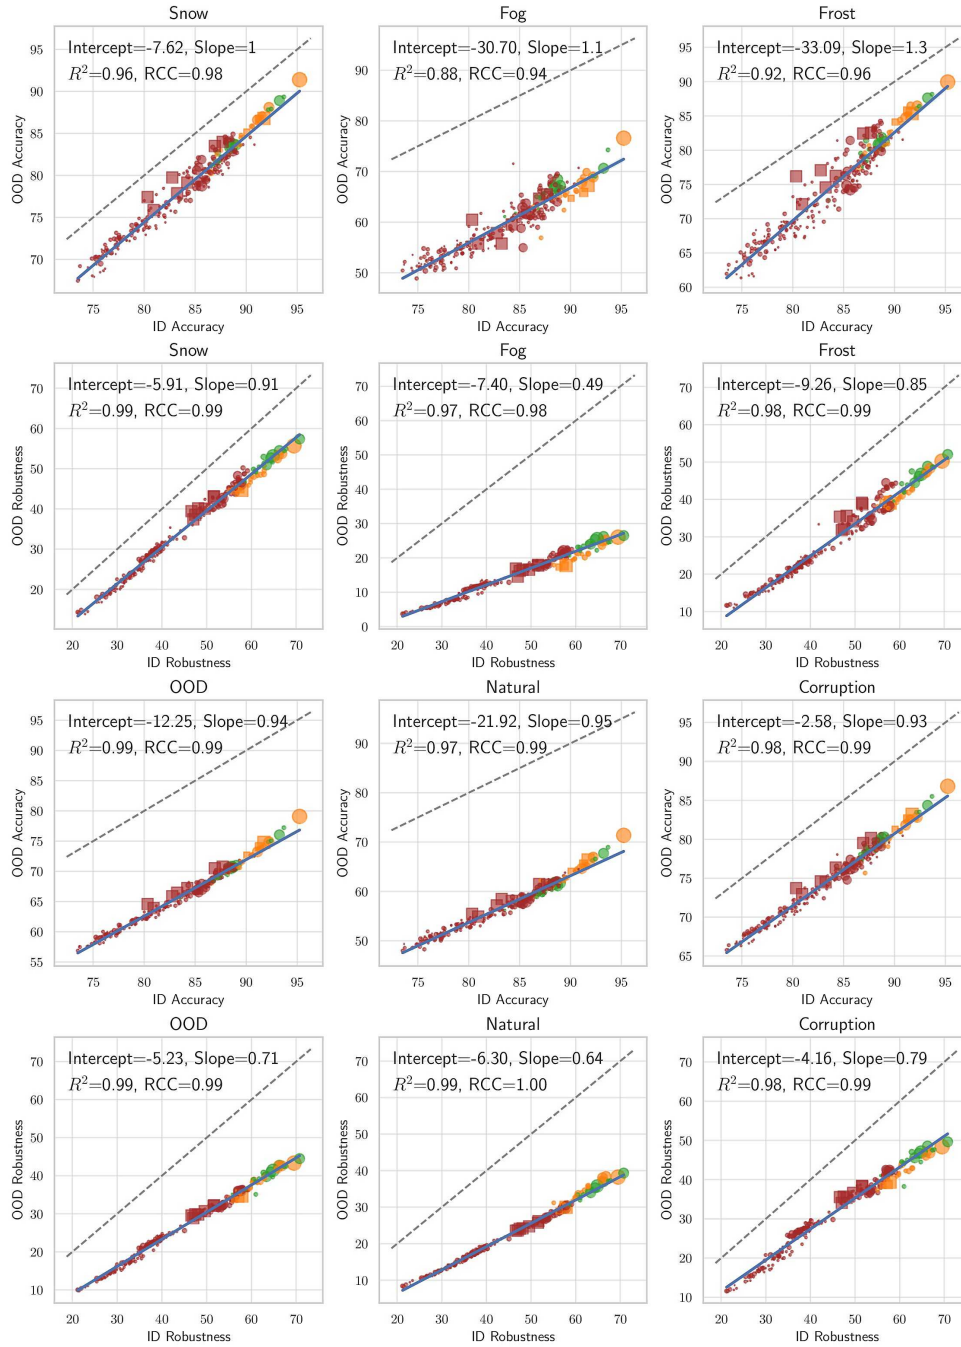 Snow
Fog
Frost
Intercept=-7.62, Slope=1
R²=0.96, RCC=0.98
Intercept=-30.70, Slope=1.1
R²=0.88, RCC=0.94
Intercept=-33.09, Slope=1.3
R²=0.92, RCC=0.96
OOD Accuracy
95
90
85
80
75
70
75 80 85 90 95
ID Accuracy
OOD Accuracy
90
80
70
60
50
75 80 85 90 95
ID Accuracy
OOD Accuracy
95
90
85
80
75
70
65
60
75 80 85 90 95
ID Accuracy
Snow
Fog
Frost
Intercept=-5.91, Slope=0.91
R²=0.99, RCC=0.99
Intercept=-7.40, Slope=0.49
R²=0.97, RCC=0.98
Intercept=-9.26, Slope=0.85
R²=0.98, RCC=0.99
OOD Robustness
70
60
50
40
30
20
20 30 40 50 60 70
ID Robustness
OOD Robustness
70
60
50
40
30
20
10
0
20 30 40 50 60 70
ID Robustness
OOD Robustness
70
60
50
40
30
20
10
20 30 40 50 60 70
ID Robustness
OOD
Natural
Corruption
Intercept=-12.25, Slope=0.94
R²=0.99, RCC=0.99
Intercept=-21.92, Slope=0.95
R²=0.97, RCC=0.99
Intercept=-2.58, Slope=0.93
R²=0.98, RCC=0.99
OOD Accuracy
95
90
85
80
75
70
65
60
55
75 80 85 90 95
ID Accuracy
OOD Accuracy
90
80
70
60
50
75 80 85 90 95
ID Accuracy
OOD Accuracy
95
90
85
80
75
70
65
75 80 85 90 95
ID Accuracy
OOD
Natural
Corruption
Intercept=-5.23, Slope=0.71
R²=0.99, RCC=0.99
Intercept=-6.30, Slope=0.64
R²=0.99, RCC=1.00
Intercept=-4.16, Slope=0.79
R²=0.98, RCC=0.99
OOD Robustness
70
60
50
40
30
20
10
20 30 40 50 60 70
ID Robustness
OOD Robustness
70
60
50
40
30
20
10
20 30 40 50 60 70
ID Robustness
OOD Robustness
70
60
50
40
30
20
10
20 30 40 50 60 70
ID Robustness